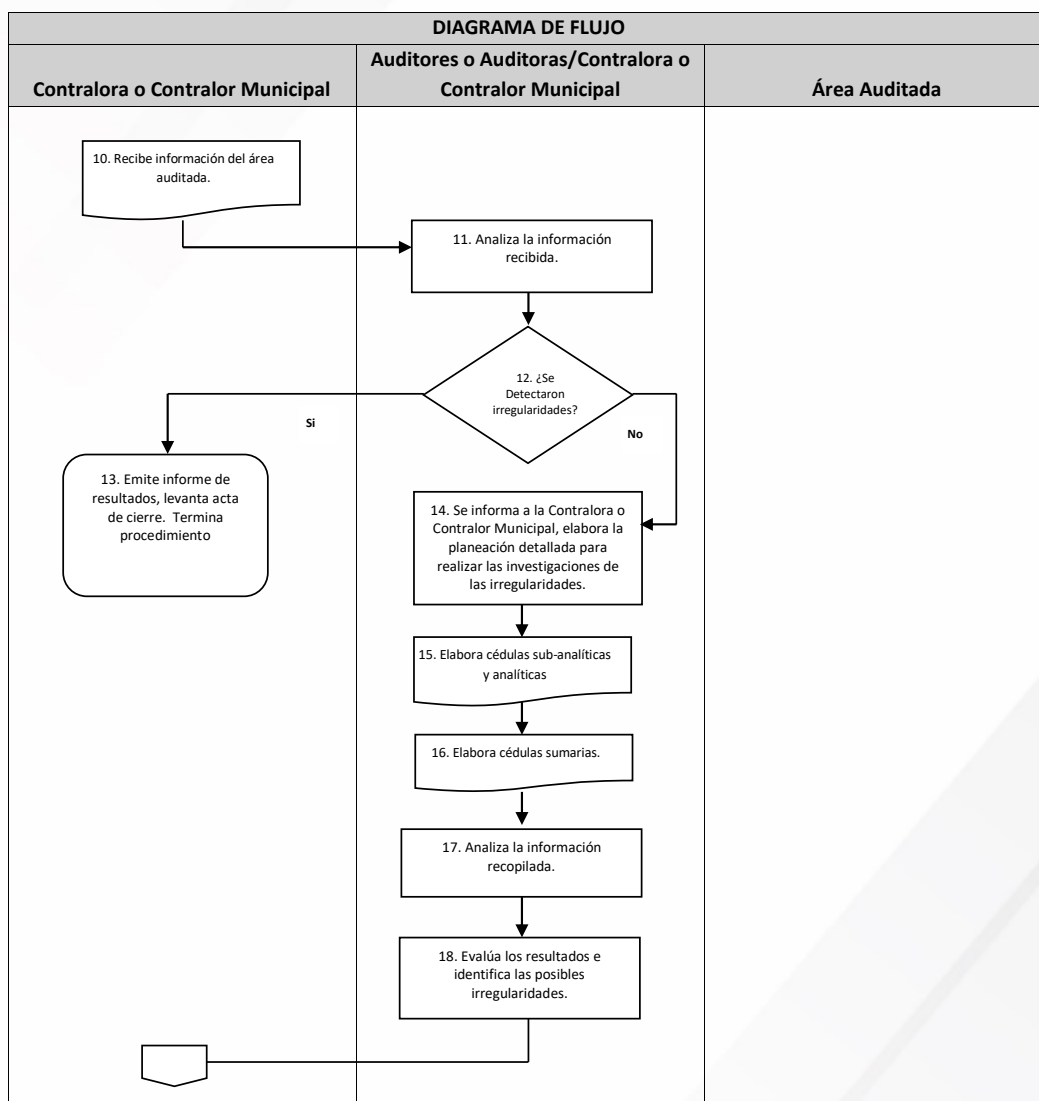 DIAGRAMA DE FLUJO
Contralora o Contralor Municipal
Auditores o Auditoras/Contralora o
Contralor Municipal
Área Auditada
10. Recibe información del área
auditada.
11. Analiza la información
recibida.
12. ¿Se
Detectaron
irregularidades?
Si
No
13. Emite informe de
resultados, levanta acta
de cierre. Termina
procedimiento
14. Se informa a la Contralora o
Contralor Municipal, elabora la
planeación detallada para
realizar las investigaciones de
las irregularidades.
15. Elabora cédulas sub-analíticas
y analíticas
16. Elabora cédulas sumarias.
17. Analiza la información
recopilada.
18. Evalúa los resultados e
identifica las posibles
irregularidades.